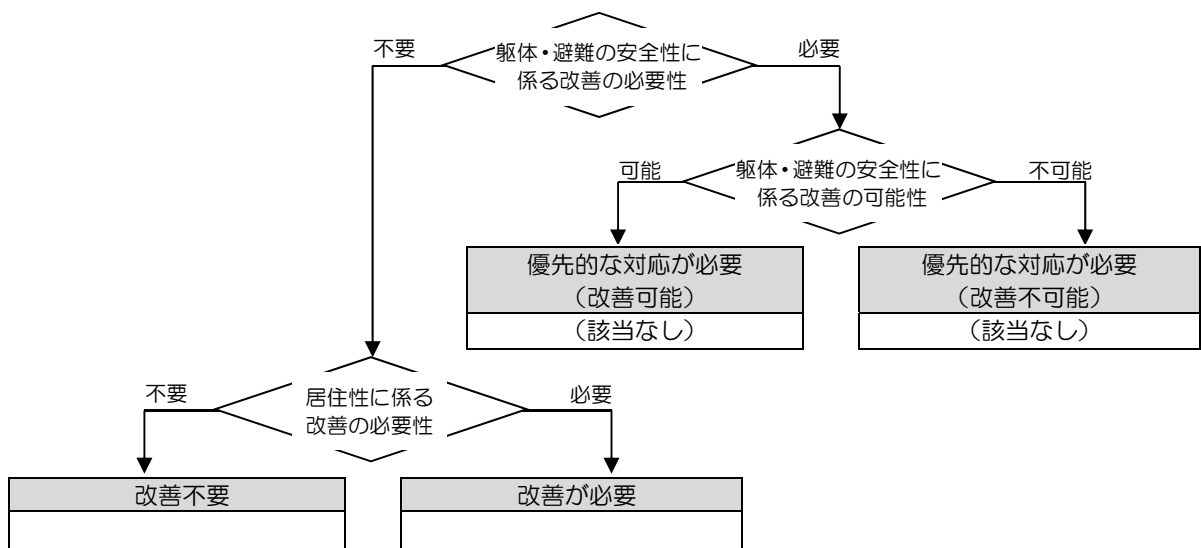 不要
躯体・避難の安全性に
係る改善の必要性
必要
可能
躯体・避難の安全性に
係る改善の可能性
不可能
優先的な対応が必要
（改善可能）
（該当なし）
優先的な対応が必要
（改善不可能）
（該当なし）
不要
居住性に係る
改善の必要性
必要
改善不要
改善が必要